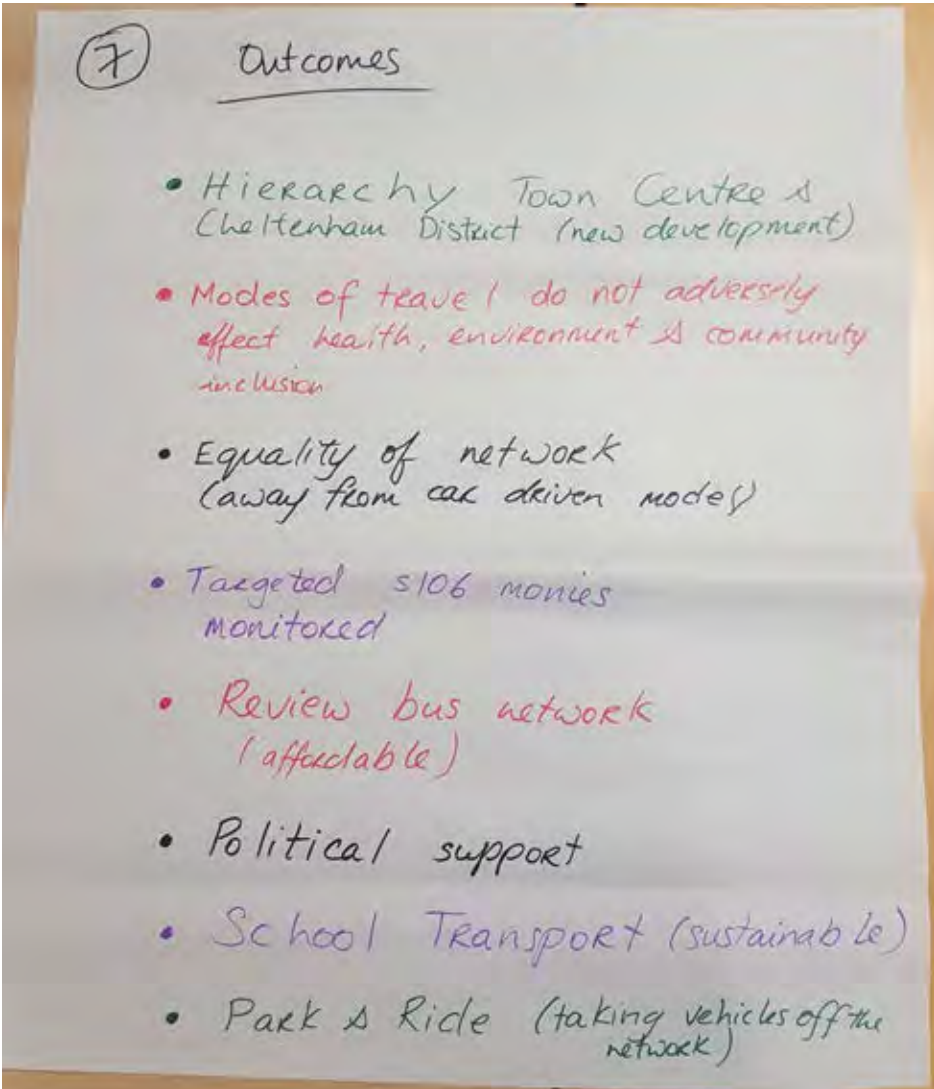 7 Outcomes
• Hierarchy Town Centre &
Cheltenham District (new development)
• Modes of travel do not adversely
effect health, environment & community
inclusion
• Equality of network
(away from car driven modes)
• Targeted S106 monies
monitored
• Review bus network
(affordable)
• Political support
• School Transport (sustainable)
• Park & Ride (taking vehicles off the
network)